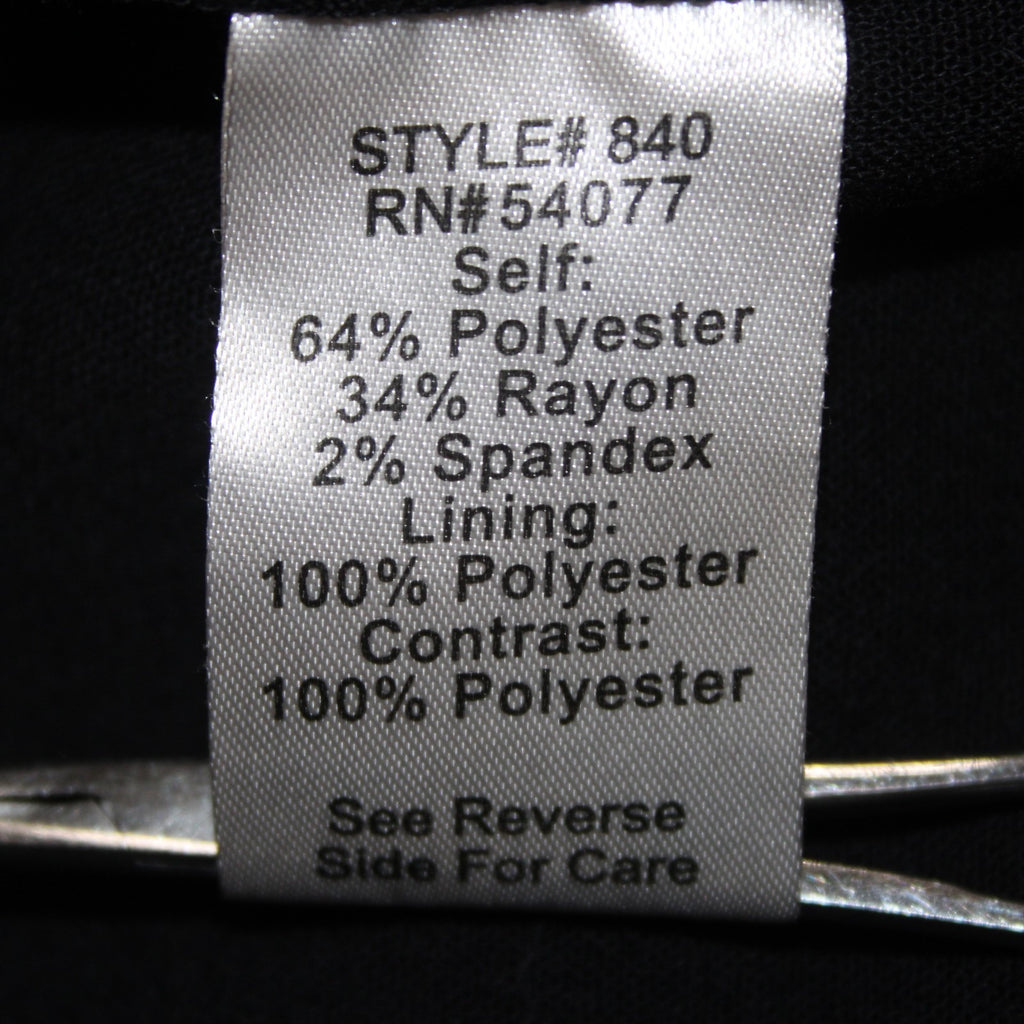 STYLE# 840
RN#54077
Self:
64% Polyester
34% Rayon
2% Spandex
Lining:
100% Polyester
Contrast:
100% Polyester
See Reverse
Side For Care